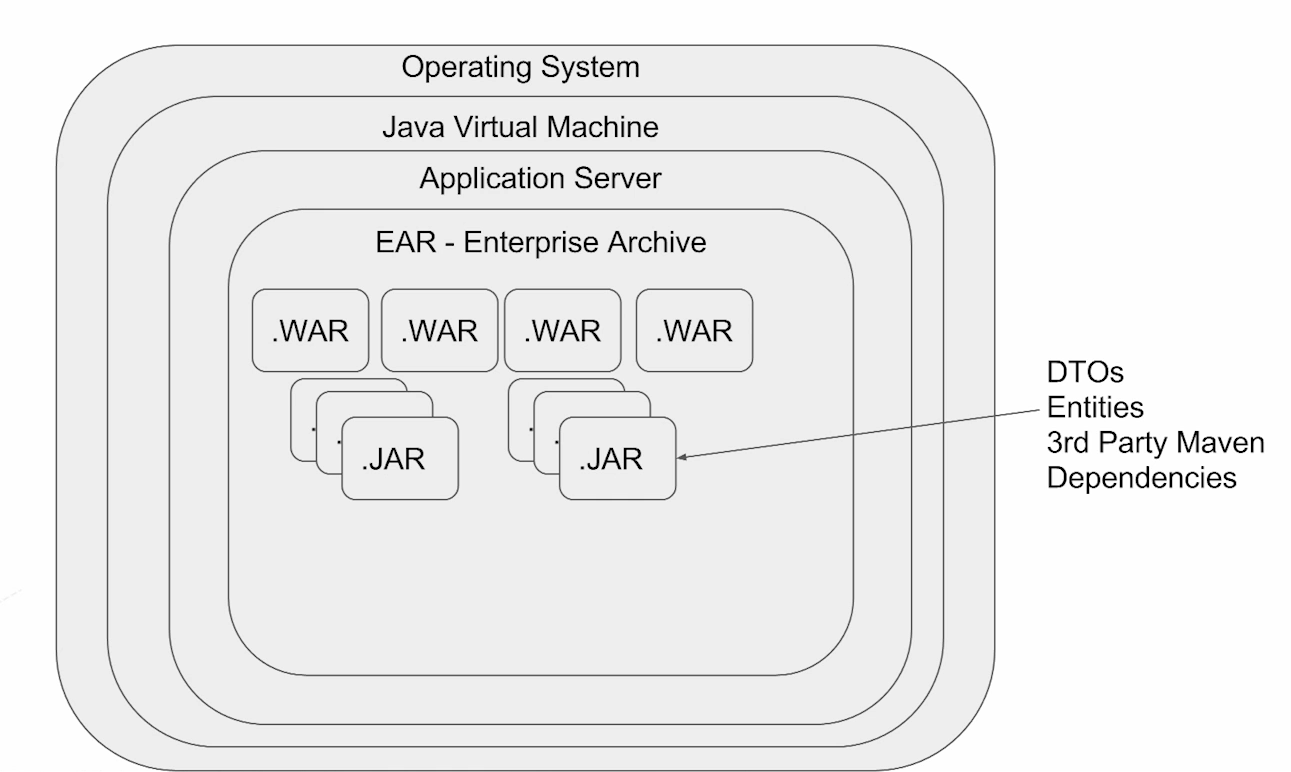 Operating System
Java Virtual Machine
Application Server
EAR - Enterprise Archive
.WAR
.WAR
.WAR
.WAR
.JAR
.JAR
DTOs
Entities
3rd Party Maven
Dependencies